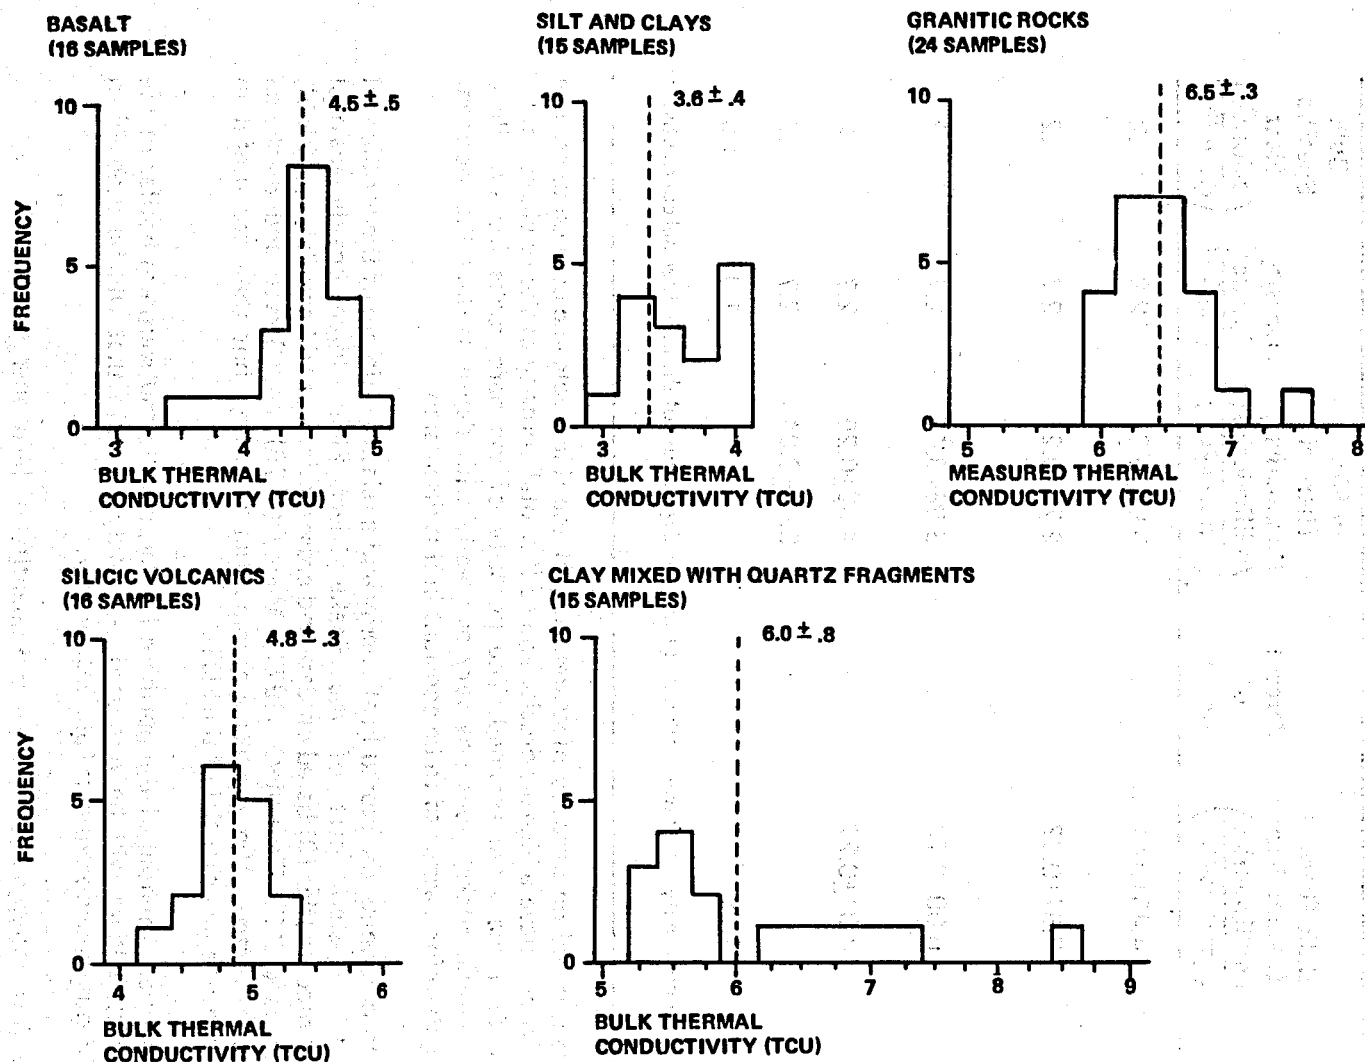 BASALT
(16 SAMPLES)
10
4.5 ± .5
5
0
3
4
5
FREQUENCY
BULK THERMAL
CONDUCTIVITY (TCU)
SILT AND CLAYS
(15 SAMPLES)
10
3.6 ± .4
5
0
3
4
BULK THERMAL
CONDUCTIVITY (TCU)
GRANITIC ROCKS
(24 SAMPLES)
10
6.5 ± .3
5
0
5
6
7
8
MEASURED THERMAL
CONDUCTIVITY (TCU)
SILICIC VOLCANICS
(16 SAMPLES)
10
4.8 ± .3
5
0
4
5
6
FREQUENCY
BULK THERMAL
CONDUCTIVITY (TCU)
CLAY MIXED WITH QUARTZ FRAGMENTS
(15 SAMPLES)
10
6.0 ± .8
5
0
5
6
7
8
9
BULK THERMAL
CONDUCTIVITY (TCU)